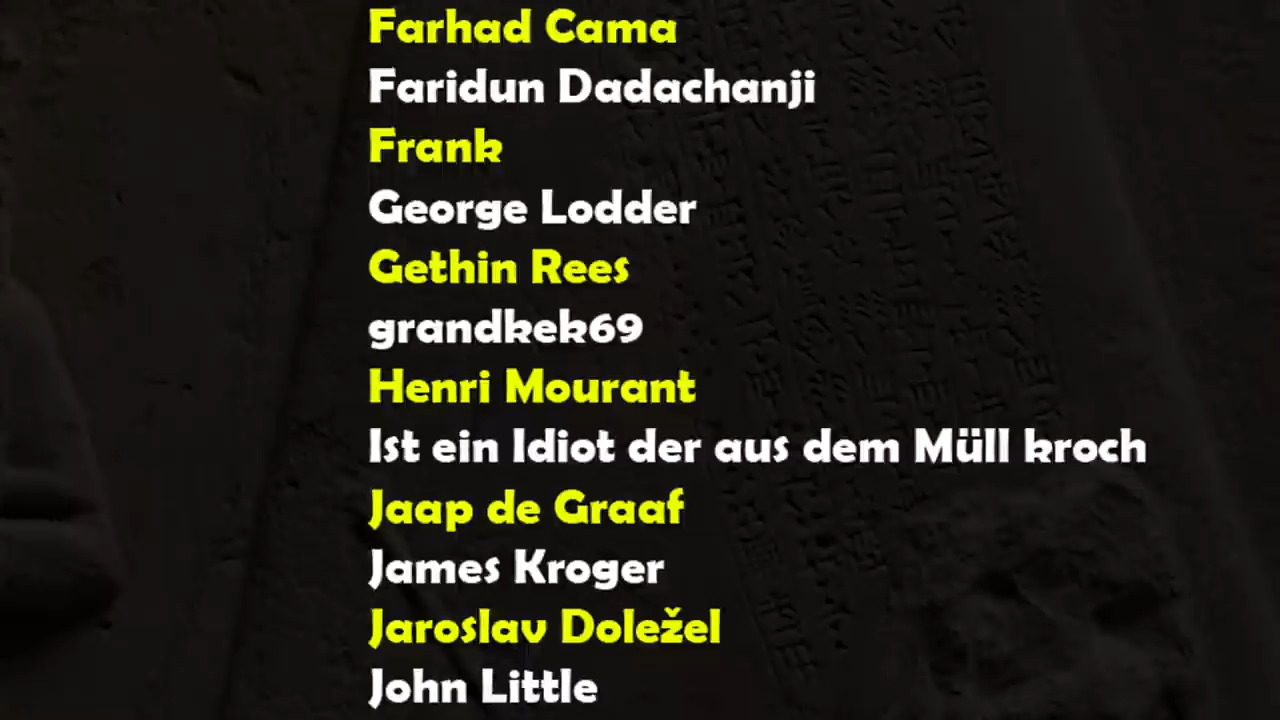 Farhad Cama
Faridun Dadachanji
Frank
George Lodder
Gethin Rees
grandkek69
Henri Mourant
Ist ein Idiot der aus dem Müll kroch
Jaap de Graaf
James Kroger
Jaroslav Doležel
John Little